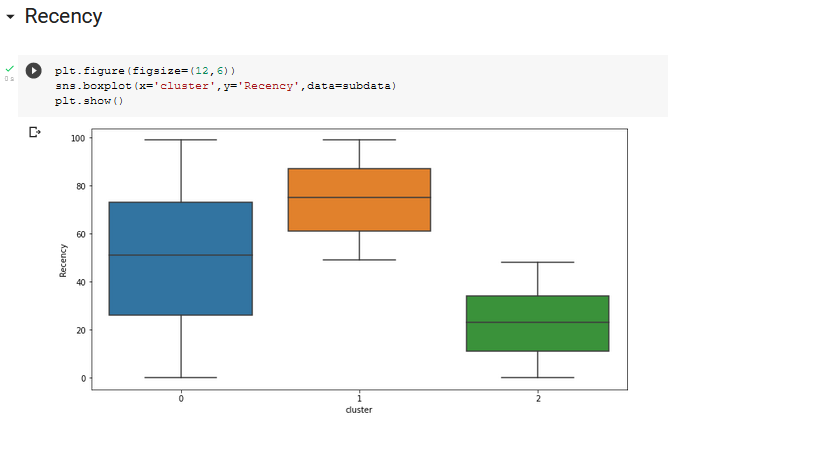 Recency
plt.figure(figsize=(12,6))
sns.boxplot(x='cluster',y='Recency',data=subdata)
plt.show()
100
80
60
40
20
0
Recency
0
1
2
cluster